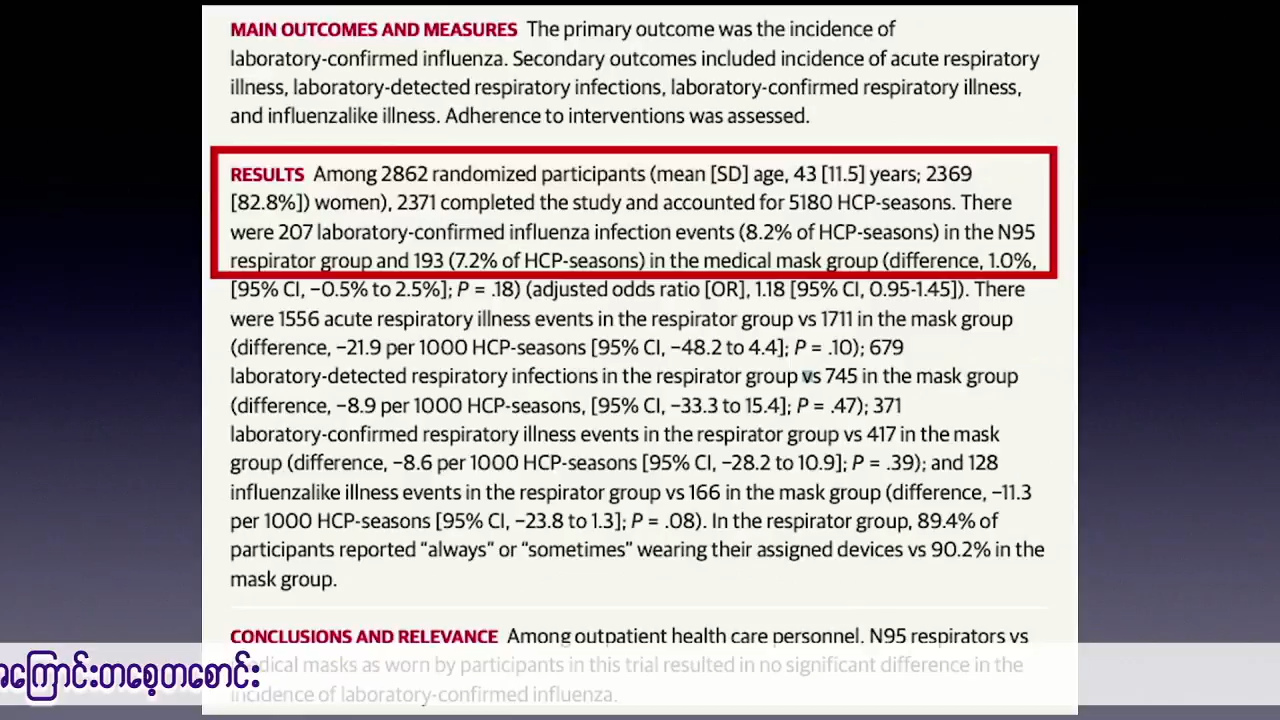 MAIN OUTCOMES AND MEASURES The primary outcome was the incidence of
laboratory-confirmed influenza. Secondary outcomes included incidence of acute respiratory
illness, laboratory-detected respiratory infections, laboratory-confirmed respiratory illness,
and influenzalike illness. Adherence to interventions was assessed.
RESULTS Among 2862 randomized participants (mean [SD] age, 43 [11.5] years; 2369
[82.8%]) women), 2371 completed the study and accounted for 5180 HCP-seasons. There
were 207 laboratory-confirmed influenza infection events (8.2% of HCP-seasons) in the N95
respirator group and 193 (7.2% of HCP-seasons) in the medical mask group (difference, 1.0%,
[95% CI, −0.5% to 2.5%]; P = .18) (adjusted odds ratio [OR], 1.18 [95% CI, 0.95-1.45]). There
were 1556 acute respiratory illness events in the respirator group vs 1711 in the mask group
(difference, −21.9 per 1000 HCP-seasons [95% CI, −48.2 to 4.4]; P = .10); 679
laboratory-detected respiratory infections in the respirator group vs 745 in the mask group
(difference, −8.9 per 1000 HCP-seasons, [95% CI, −33.3 to 15.4]; P = .47); 371
laboratory-confirmed respiratory illness events in the respirator group vs 417 in the mask
group (difference, −8.6 per 1000 HCP-seasons [95% CI, −28.2 to 10.9]; P = .39); and 128
influenzalike illness events in the respirator group vs 166 in the mask group (difference, −11.3
per 1000 HCP-seasons [95% CI, −23.8 to 1.3]; P = .08). In the respirator group, 89.4% of
participants reported “always” or “sometimes” wearing their assigned devices vs 90.2% in the
mask group.
CONCLUSIONS AND RELEVANCE Among outpatient health care personnel, N95 respirators vs
medical masks as worn by participants in this trial resulted in no significant difference in the
အကြောင်းတစေ့တစောင်း
incidence of laboratory-confirmed influenza.